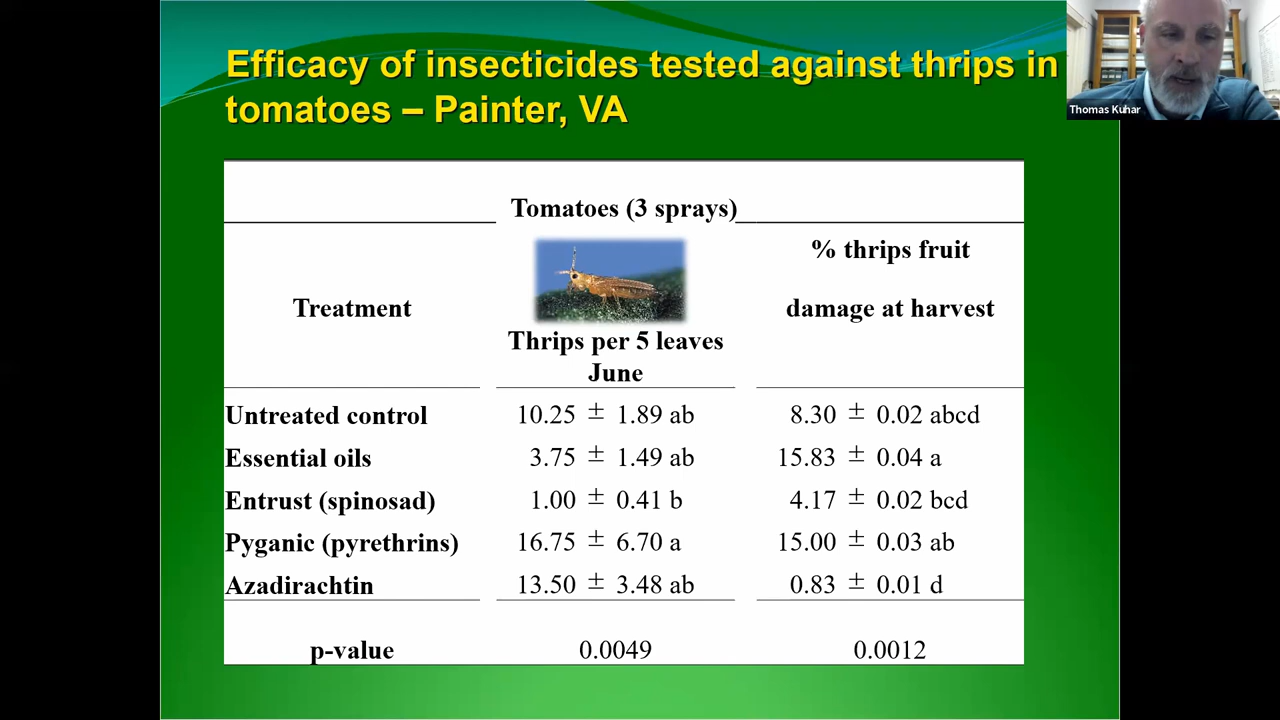 Efficacy of insecticides tested against thrips in
tomatoes – Painter, VA
Thomas Kuhar
Tomatoes (3 sprays)
Treatment
Thrips per 5 leaves
June
% thrips fruit
damage at harvest
Untreated control 10.25 ± 1.89 ab 8.30 ± 0.02 abcd
Essential oils 3.75 ± 1.49 ab 15.83 ± 0.04 a
Entrust (spinosad) 1.00 ± 0.41 b 4.17 ± 0.02 bcd
Pyganic (pyrethrins) 16.75 ± 6.70 a 15.00 ± 0.03 ab
Azadirachtin 13.50 ± 3.48 ab 0.83 ± 0.01 d
p-value 0.0049 0.0012